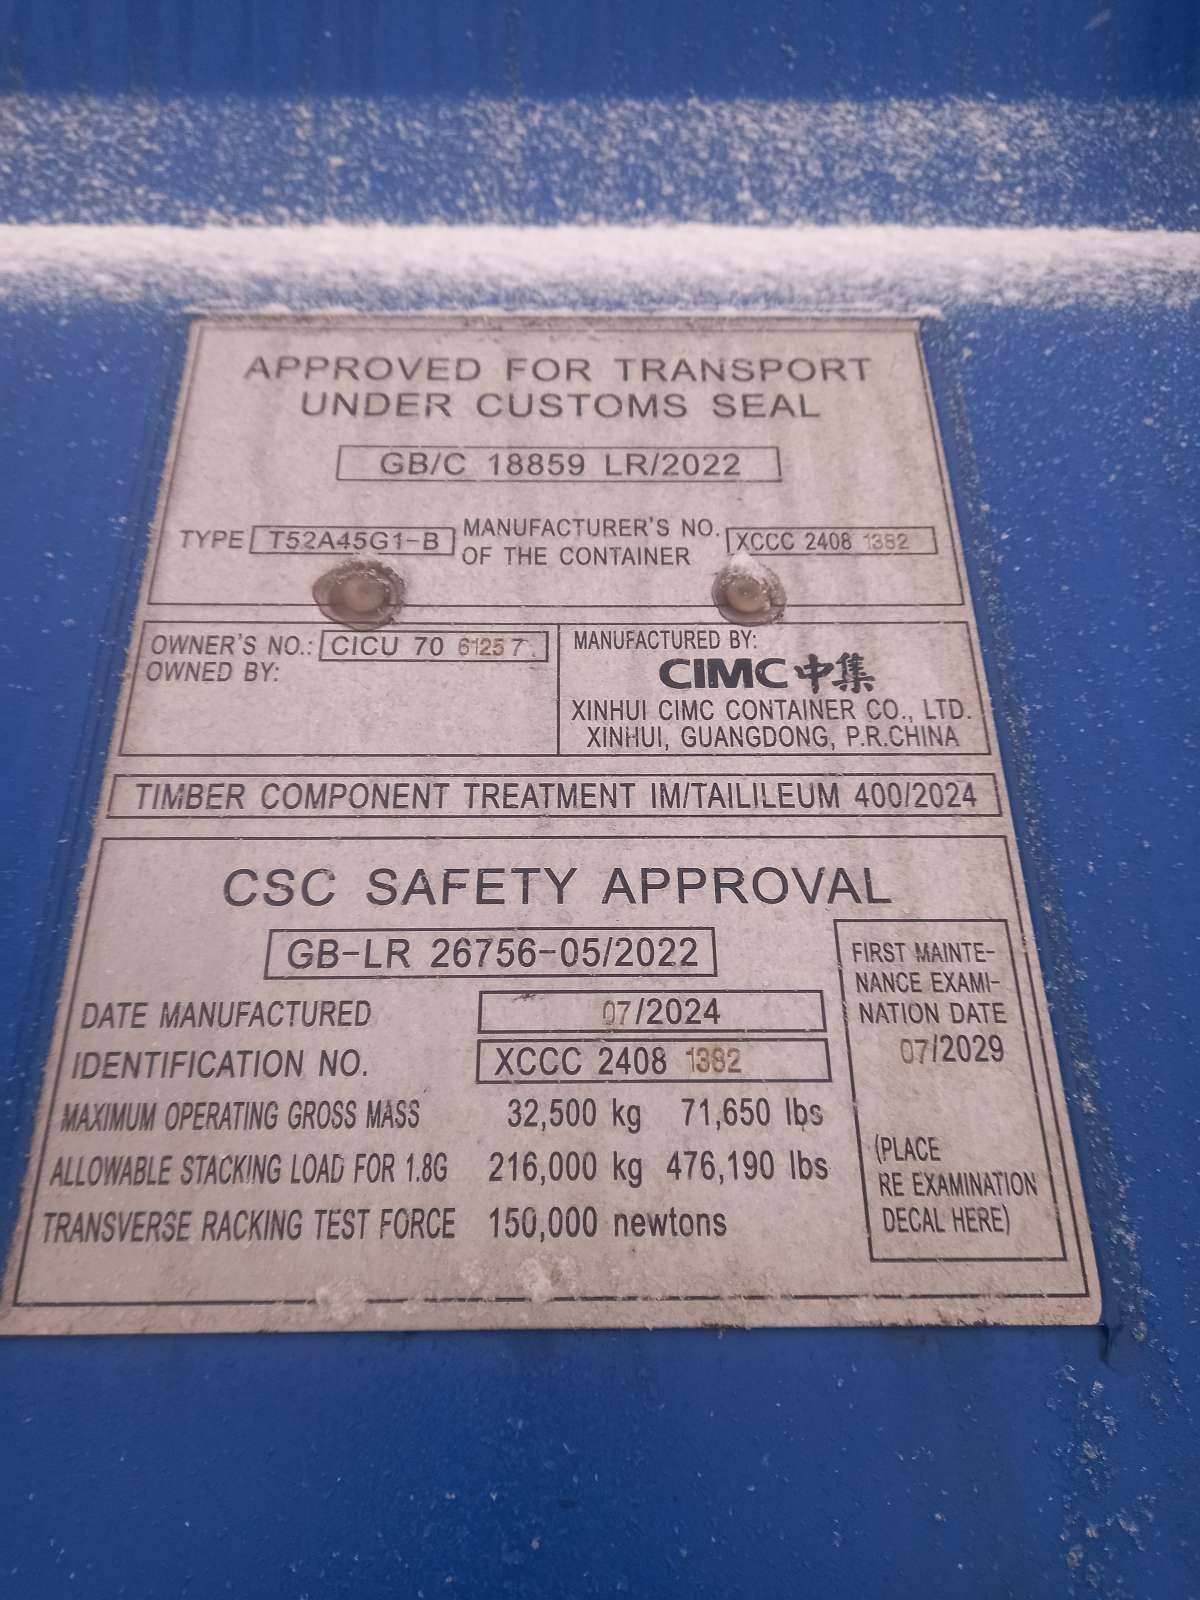 APPROVED FOR TRANSPORT
UNDER CUSTOMS SEAL
GB/C 18859 LR/2022
TYPE T52A45G1-B
MANUFACTURER'S NO.
OF THE CONTAINER
XCCC 2408 1382
OWNER'S NO.: CICU 70 6125 7
OWNED BY:
MANUFACTURED BY:
CIMC 中集
XINHUI CIMC CONTAINER CO., LTD.
XINHUI, GUANGDONG, P.R.CHINA
TIMBER COMPONENT TREATMENT IM/TAILILEUM 400/2024
CSC SAFETY APPROVAL
GB-LR 26756-05/2022
DATE MANUFACTURED 07/2024
IDENTIFICATION NO. XCCC 2408 1382
MAXIMUM OPERATING GROSS MASS 32,500 kg 71,650 lbs
ALLOWABLE STACKING LOAD FOR 1.8G 216,000 kg 476,190 lbs
TRANSVERSE RACKING TEST FORCE 150,000 newtons
FIRST MAINTE-
NANCE EXAMI-
NATION DATE
07/2029
(PLACE
RE EXAMINATION
DECAL HERE)